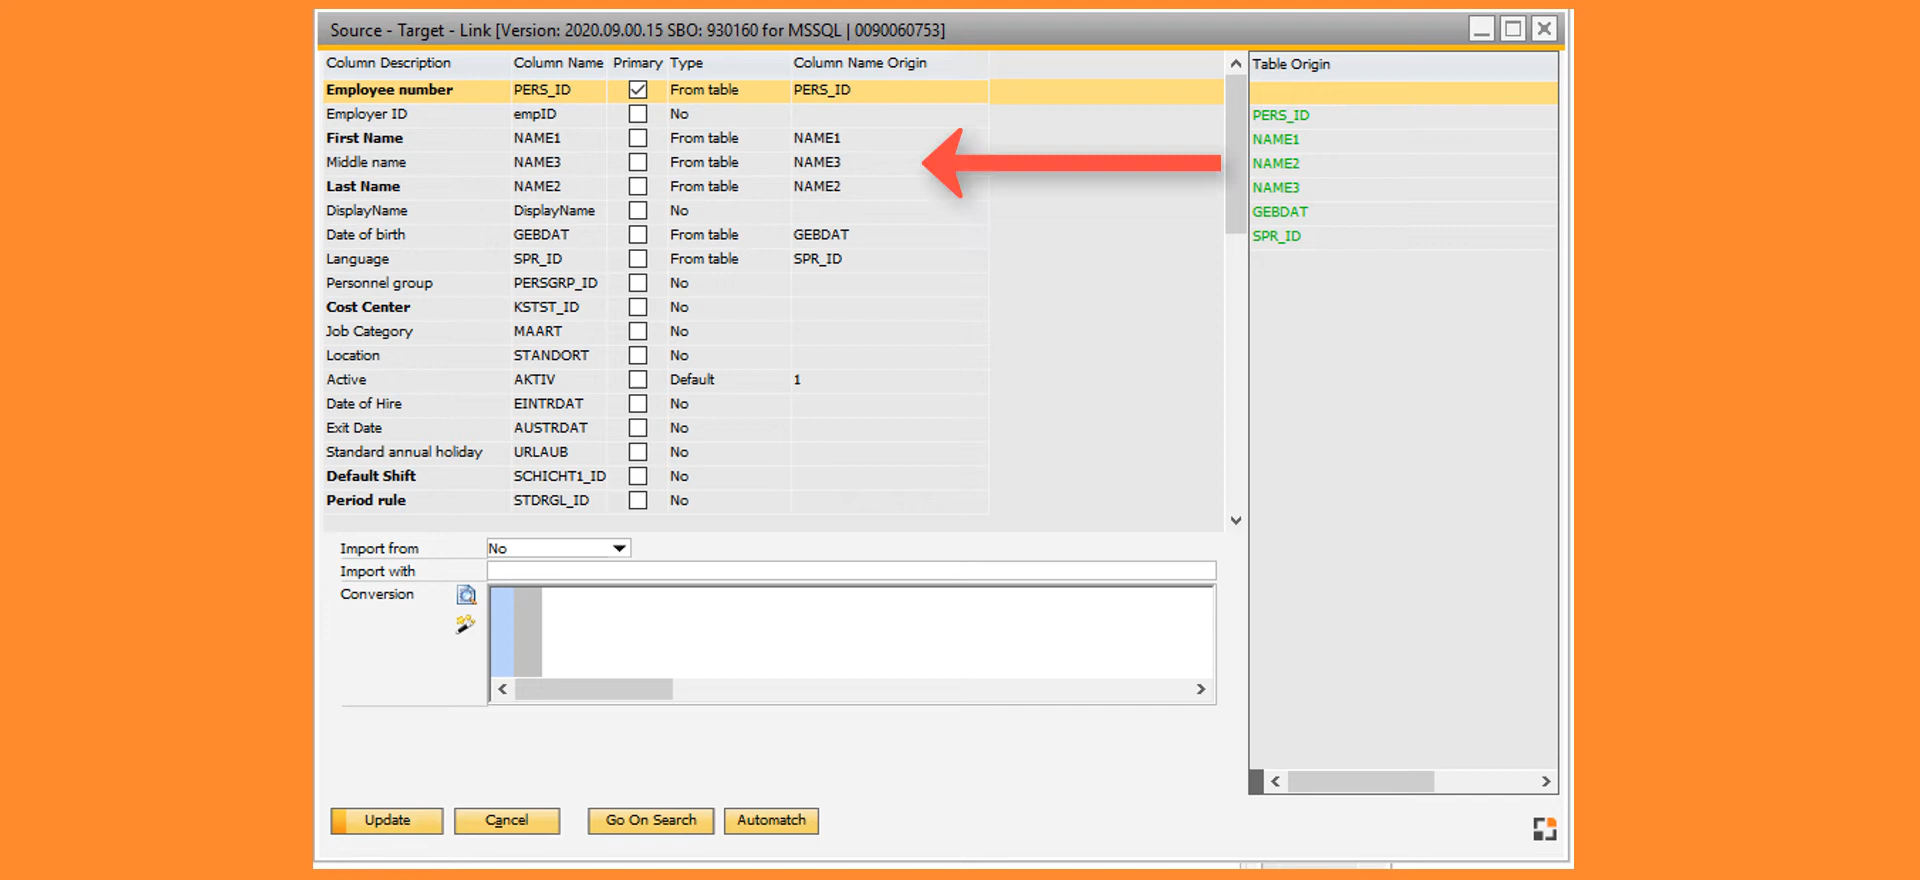 Source - Target - Link [Version: 2020.09.00.15 SBO: 930160 for MSSQL | 0090060753]
Column Description Column Name Primary Type Column Name Origin
Employee number PERS_ID From table PERS_ID
Employer ID empID No
First Name NAME1 From table NAME1
Middle name NAME3 From table NAME3
Last Name NAME2 From table NAME2
DisplayName DisplayName No
Date of birth GEBDAT From table GEBDAT
Language SPR_ID From table SPR_ID
Personnel group PERSGRP_ID No
Cost Center KSTST_ID No
Job Category MAART No
Location STANDORT No
Active AKTIV Default 1
Date of Hire EINTRDAT No
Exit Date AUSTRDAT No
Standard annual holiday URLAUB No
Default Shift SCHICHT1_ID No
Period rule STDRGL_ID No
Table Origin
PERS_ID
NAME1
NAME2
NAME3
GEBDAT
SPR_ID
Import from No
Import with
Conversion
Update Cancel Go On Search Automatch